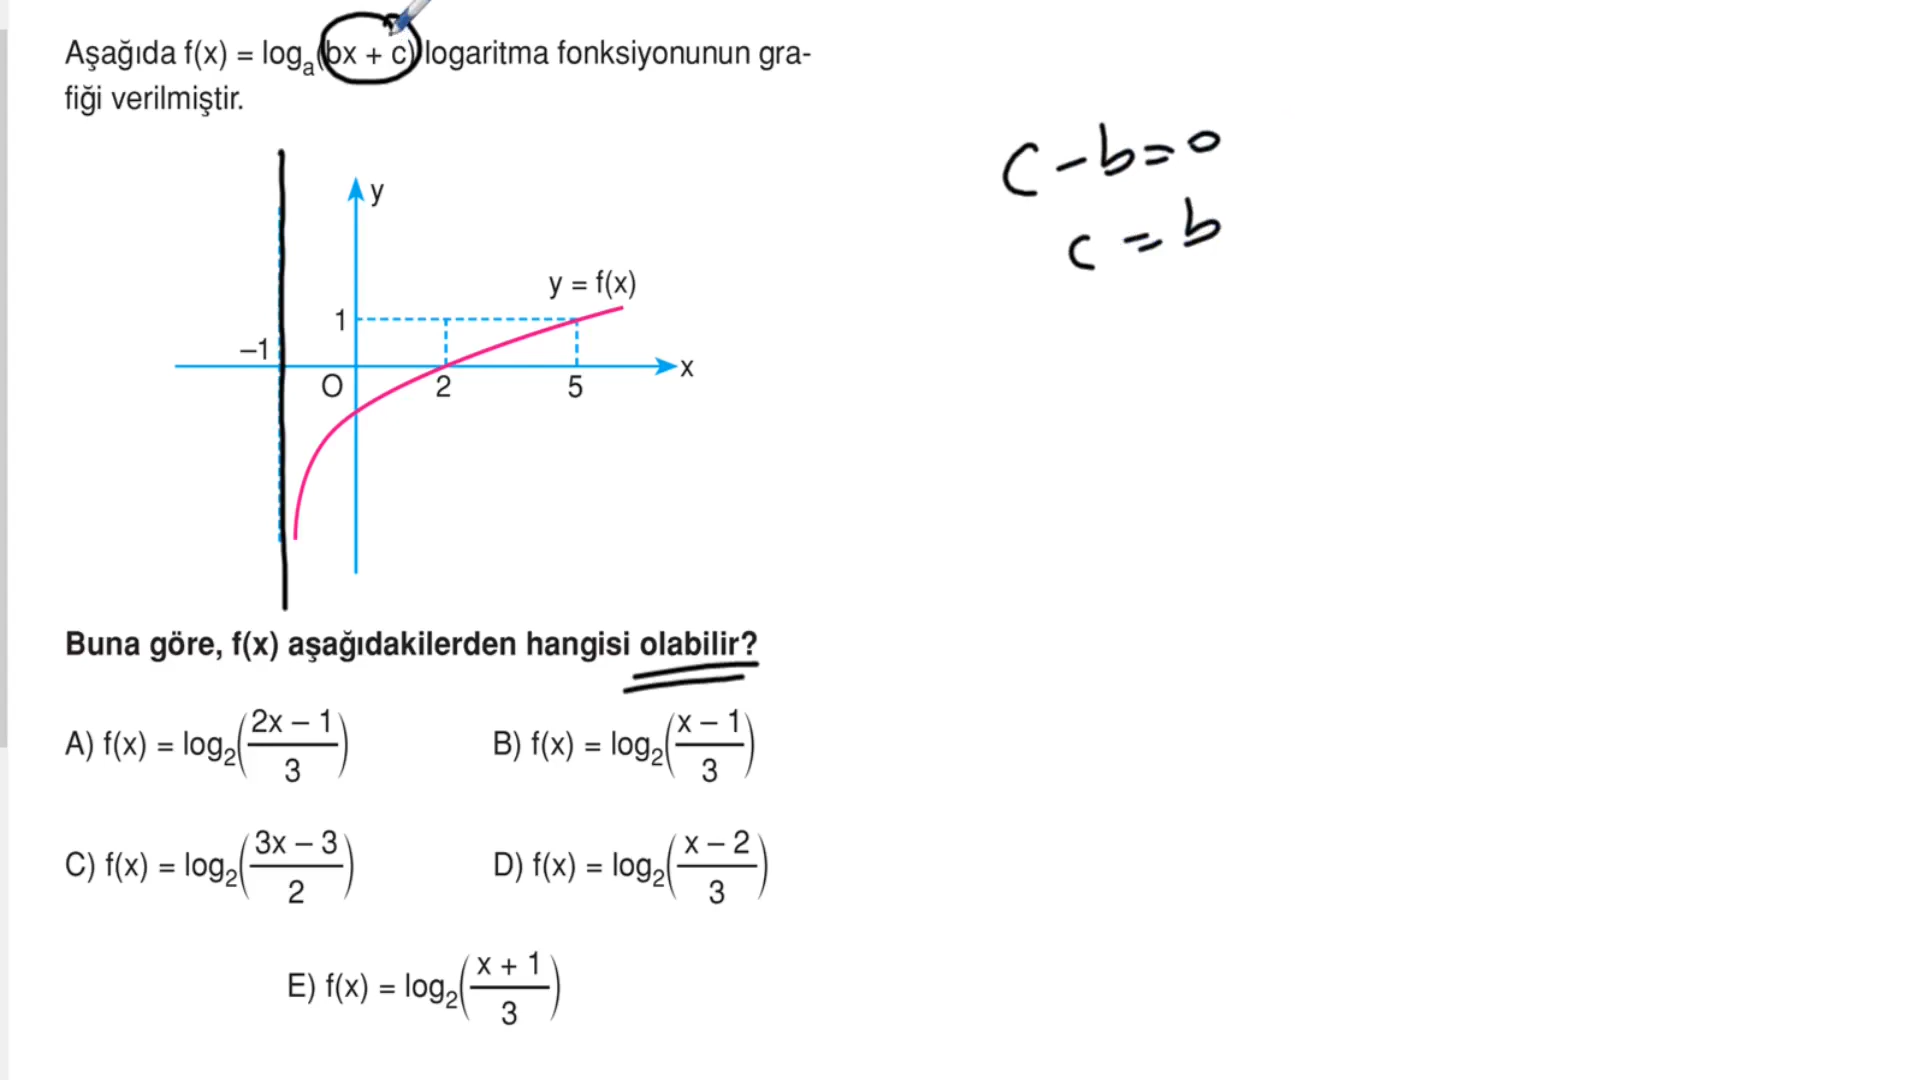 Aşağıda f(x) = logₐ(bx + c) logaritma fonksiyonunun gra-
fiği verilmiştir.
c - b = 0
c = b
y
y = f(x)
1
-1
O
2
5
x
Buna göre, f(x) aşağıdakilerden hangisi olabilir?
A) f(x) = log₂((2x – 1)/3)
B) f(x) = log₂((x – 1)/3)
C) f(x) = log₂((3x – 3)/2)
D) f(x) = log₂((x – 2)/3)
E) f(x) = log₂((x + 1)/3)